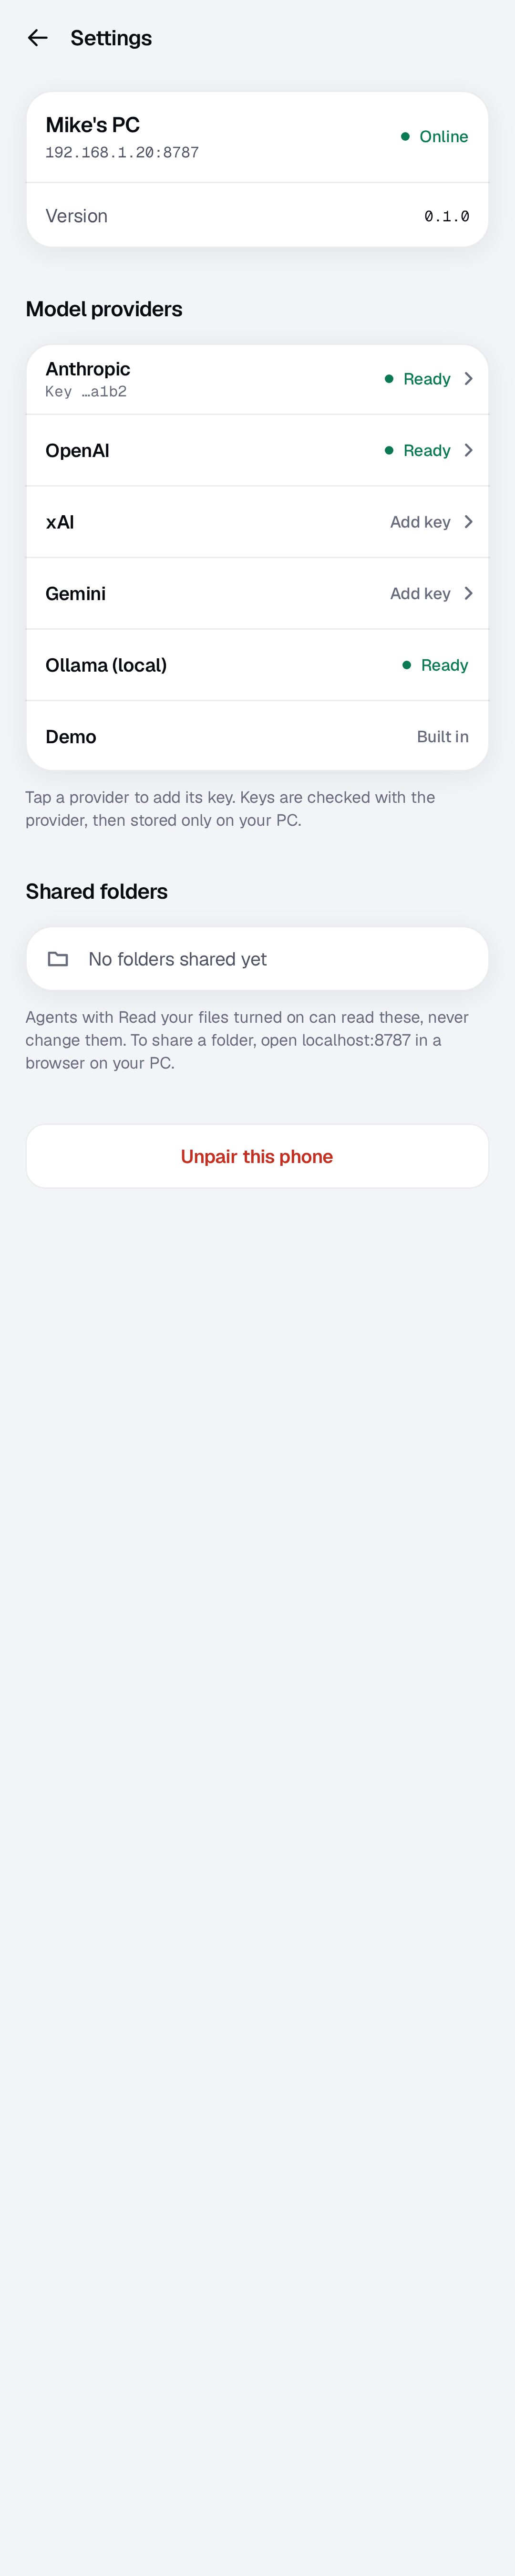 Settings
Mike's PC
192.168.1.20:8787
Online
Version
0.1.0
Model providers
Anthropic
Key …a1b2
Ready
OpenAI
Ready
xAI
Add key
Gemini
Add key
Ollama (local)
Ready
Demo
Built in
Tap a provider to add its key. Keys are checked with the
provider, then stored only on your PC.
Shared folders
No folders shared yet
Agents with Read your files turned on can read these, never
change them. To share a folder, open localhost:8787 in a
browser on your PC.
Unpair this phone